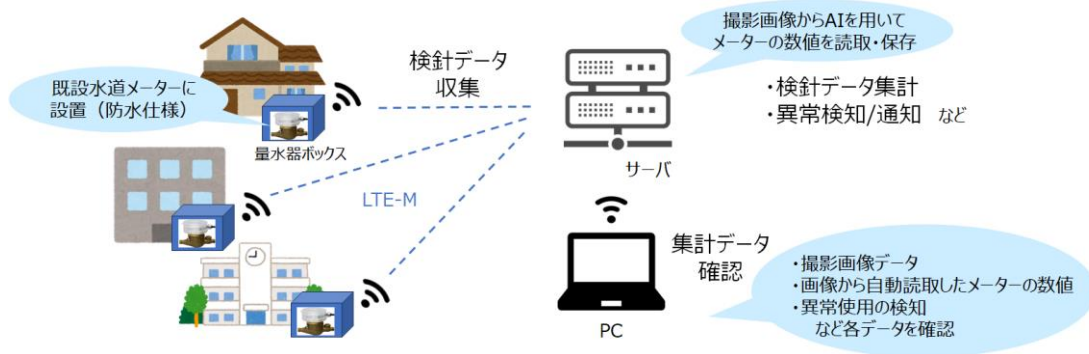 既設水道メーターに
設置（防水仕様）
量水器ボックス
検針データ
収集
LTE-M
撮影画像からAIを用いて
メーターの数値を読取・保存
・検針データ集計
・異常検知/通知 など
サーバ
集計データ
確認
PC
・撮影画像データ
・画像から自動読取したメーターの数値
・異常使用の検知
など各データを確認